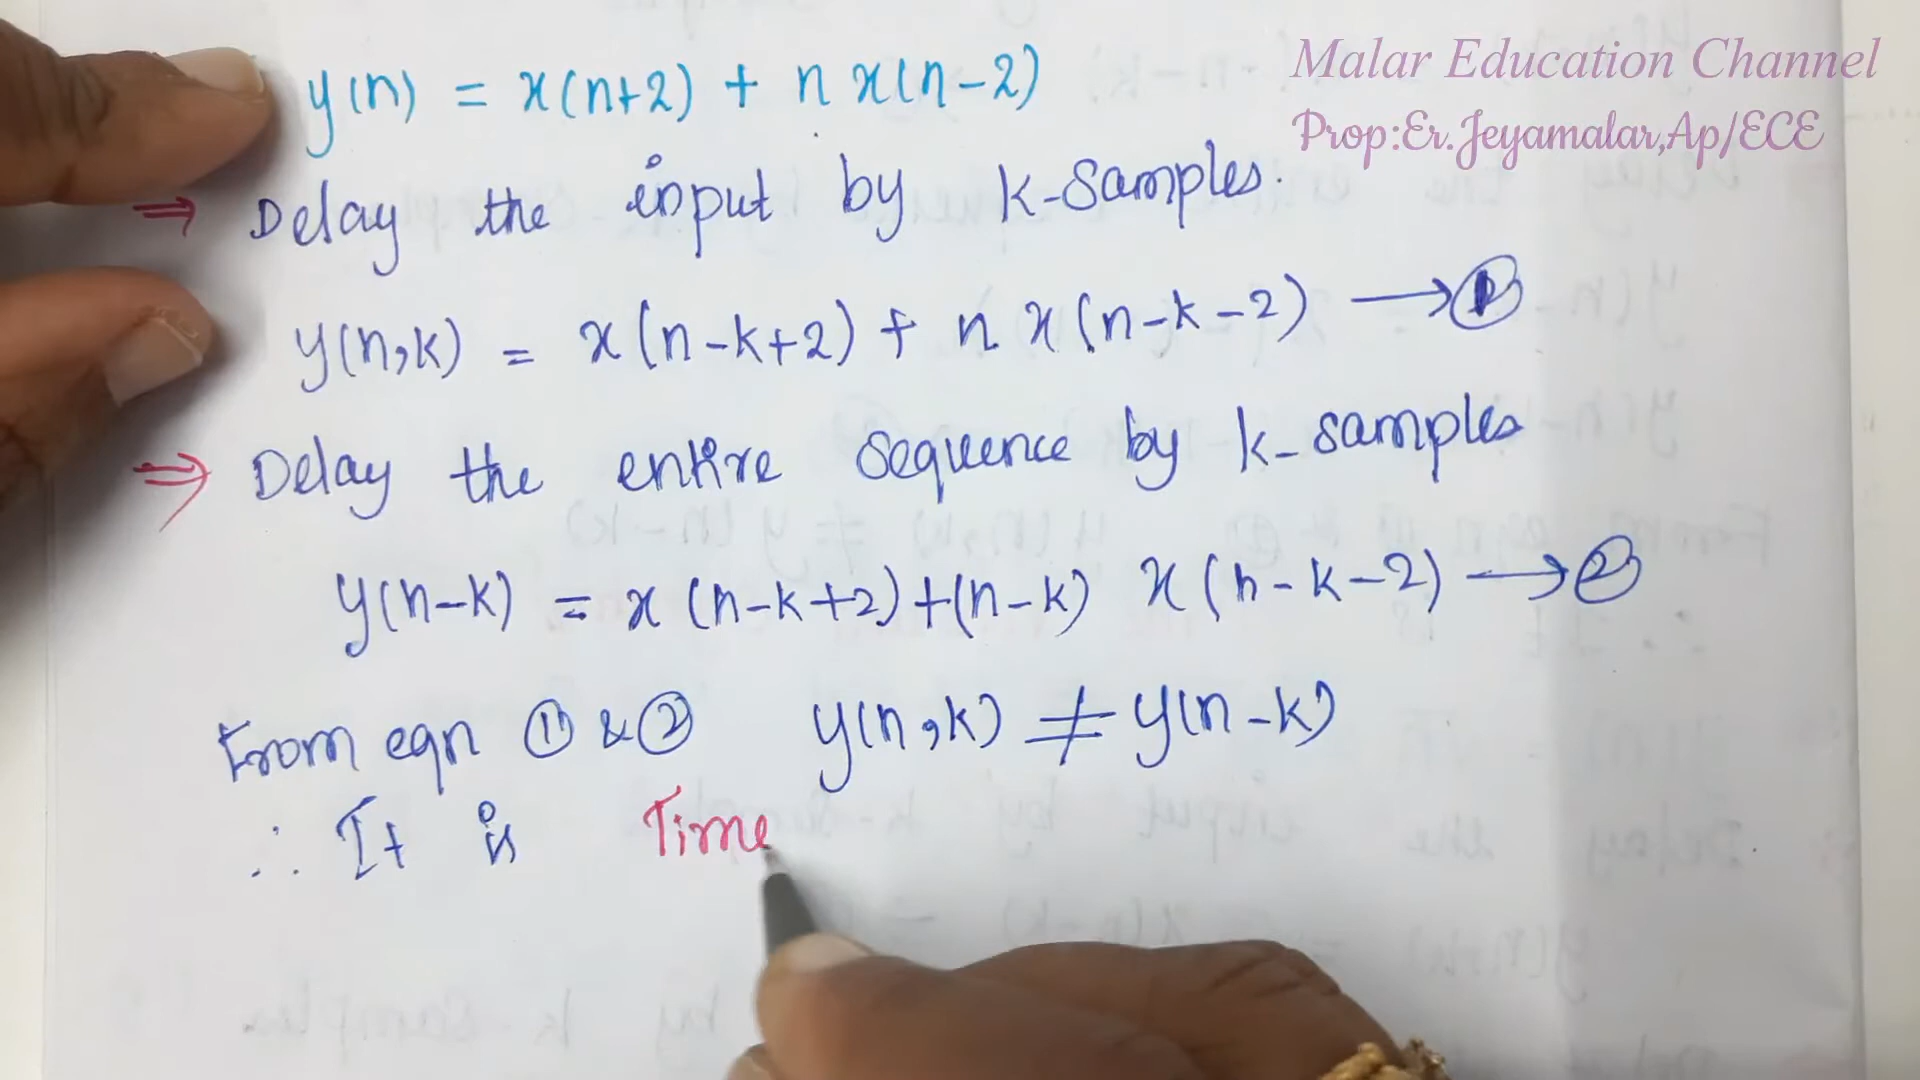 Malar Education Channel
Prop:Er.Jeyamalar,Ap/ECE
y(n) = x(n+2) + n x(n-2)
⇒ Delay the input by k-samples.
y(n,k) = x(n-k+2) + n x(n-k-2) → ①
⇒ Delay the entire sequence by k-samples
y(n-k) = x(n-k+2)+(n-k) x(n-k-2) → ②
From eqn ① & ② y(n,k) ≠ y(n-k)
∴ It is Time